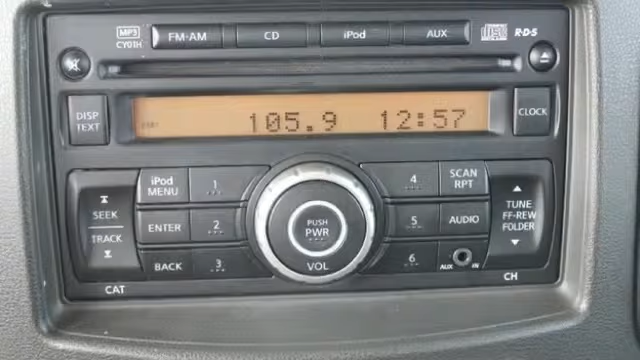 MP3 FM-AM CD iPod AUX R·D·S
CY01H
DISP TEXT
105.9 12:57
CLOCK
iPod MENU 1 4 SCAN RPT
SEEK TRACK
ENTER 2 PUSH PWR 5 AUDIO
TUNE FF-REW FOLDER
BACK 3 VOL 6 AUX IN
CAT CH